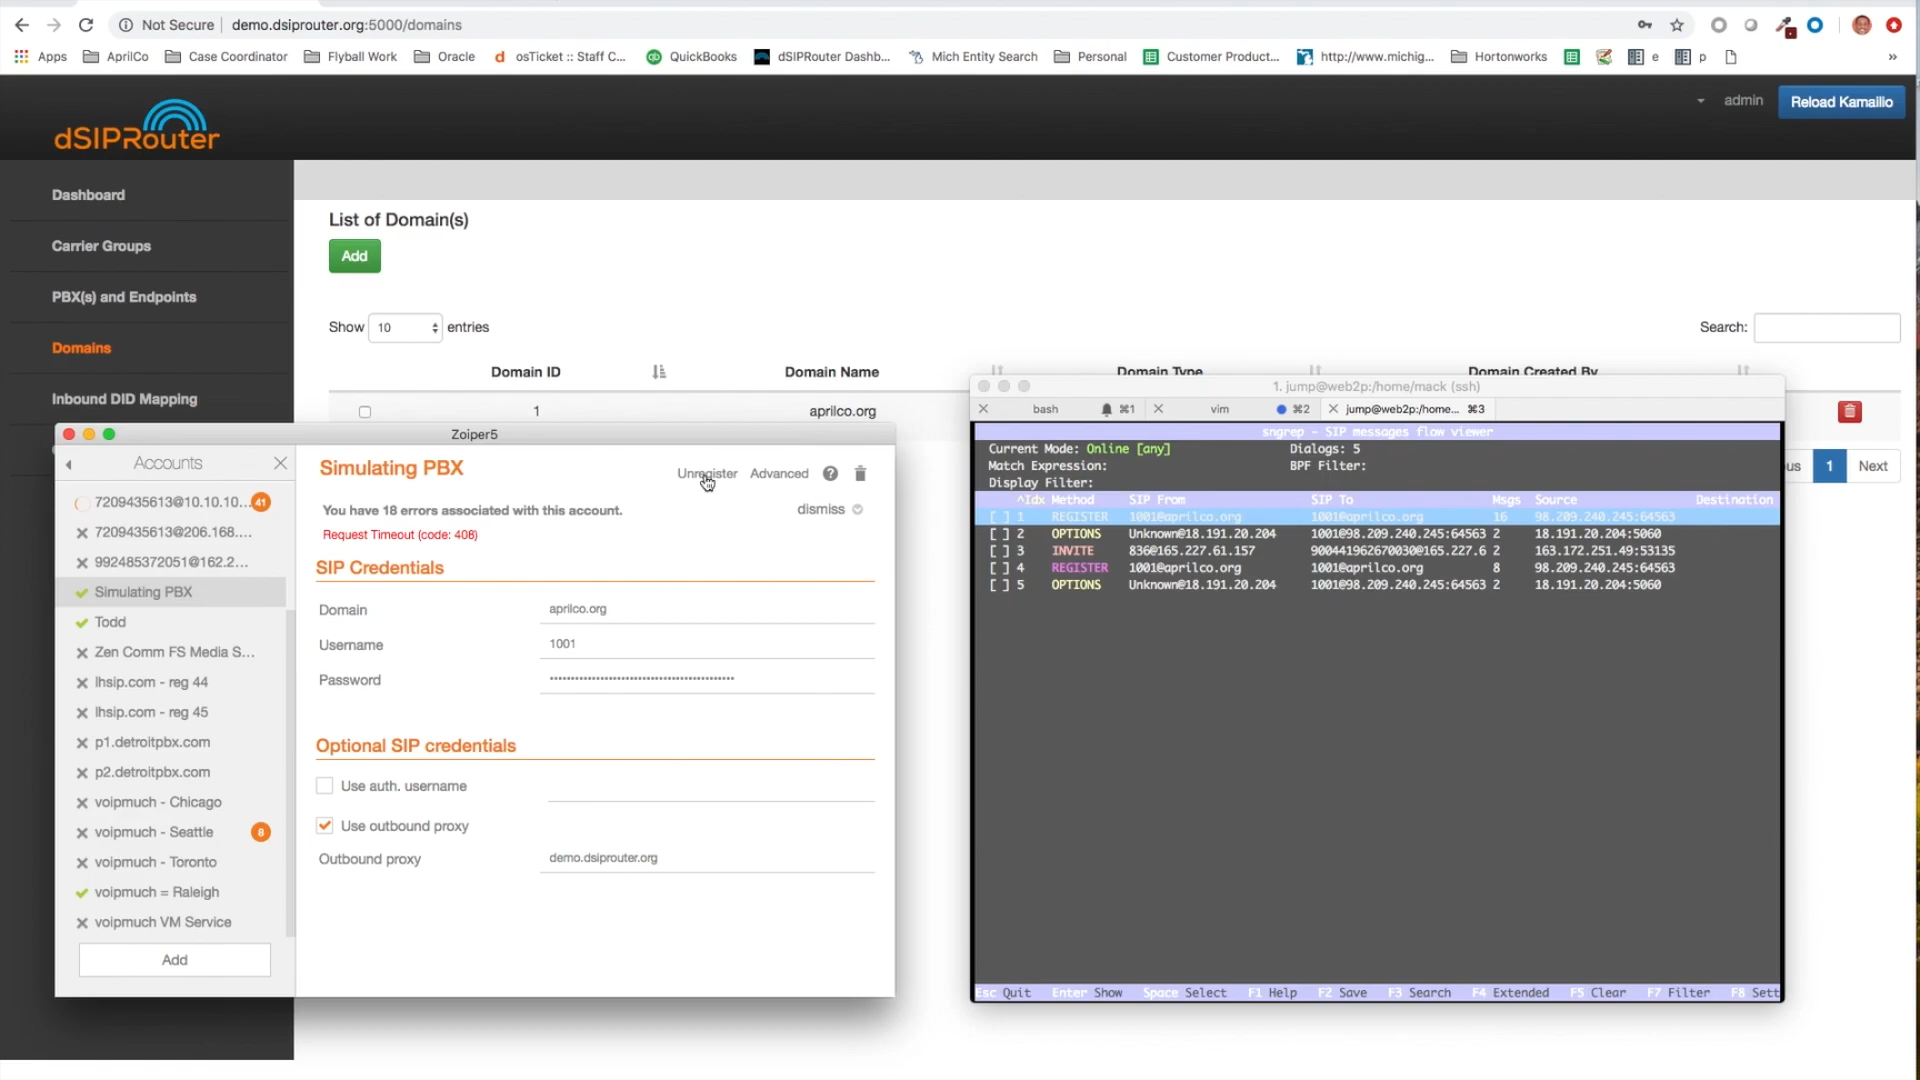 Not Secure | demo.dsiprouter.org:5000/domains
Apps AprilCo Case Coordinator Flyball Work Oracle osTicket :: Staff C... QuickBooks dSIPRouter Dashb... Mich Entity Search Personal Customer Product... http://www.michig... Hortonworks e p »
dSIPRouter
admin Reload Kamailio
Dashboard
Carrier Groups
PBX(s) and Endpoints
Domains
Inbound DID Mapping
List of Domain(s)
Add
Show 10 entries
Search:
Domain ID Domain Name Domain Type Domain Created By
1 aprilco.org
1 Next
Zoiper5
Accounts
7209435613@10.10.10... 41
7209435613@206.168....
992485372051@162.2...
Simulating PBX
Todd
Zen Comm FS Media S...
lhsip.com - reg 44
lhsip.com - reg 45
p1.detroitpbx.com
p2.detroitpbx.com
voipmuch - Chicago
voipmuch - Seattle 8
voipmuch - Toronto
voipmuch = Raleigh
voipmuch VM Service
Add
Simulating PBX
Unregister Advanced ?
You have 18 errors associated with this account.
dismiss
Request Timeout (code: 408)
SIP Credentials
Domain aprilco.org
Username 1001
Password
Optional SIP credentials
Use auth. username
Use outbound proxy
Outbound proxy demo.dsiprouter.org
1. jump@web2p:/home/mack (ssh)
bash ⌘1 vim ⌘2 jump@web2p:/home... ⌘3
sngrep - SIP messages flow viewer
Current Mode: Online [any] Dialogs: 5
Match Expression: BPF Filter:
Display Filter:
^Idx Method SIP From SIP To Msgs Source Destination
[ ] 1 REGISTER 1001@aprilco.org 1001@aprilco.org 16 98.209.240.245:64563
[ ] 2 OPTIONS Unknown@18.191.20.204 1001@98.209.240.245:64563 2 18.191.20.204:5060
[ ] 3 INVITE 836@165.227.61.157 900441962670030@165.227.6 2 163.172.251.49:53135
[ ] 4 REGISTER 1001@aprilco.org 1001@aprilco.org 8 98.209.240.245:64563
[ ] 5 OPTIONS Unknown@18.191.20.204 1001@98.209.240.245:64563 2 18.191.20.204:5060
Esc Quit Enter Show Space Select F1 Help F2 Save F3 Search F4 Extended F5 Clear F7 Filter F8 Sett